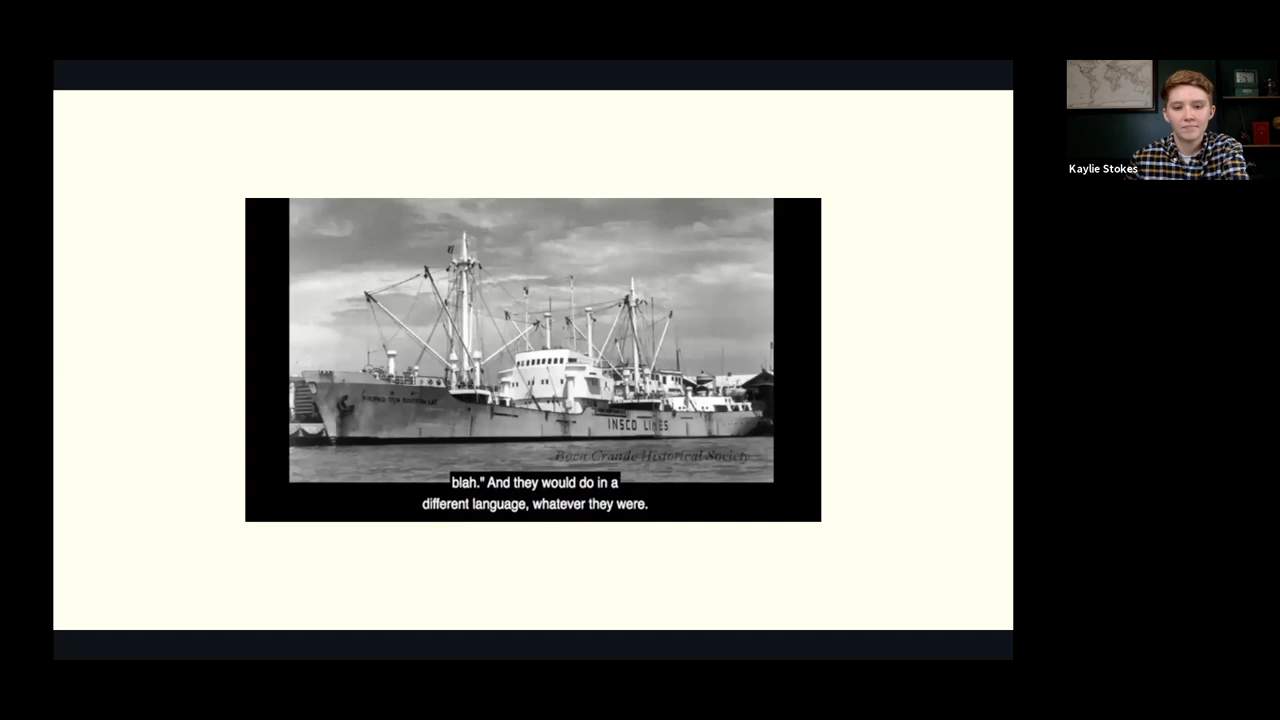 INSCO LINES
Boca Grande Historical Society
blah." And they would do in a
different language, whatever they were.
Kaylie Stokes